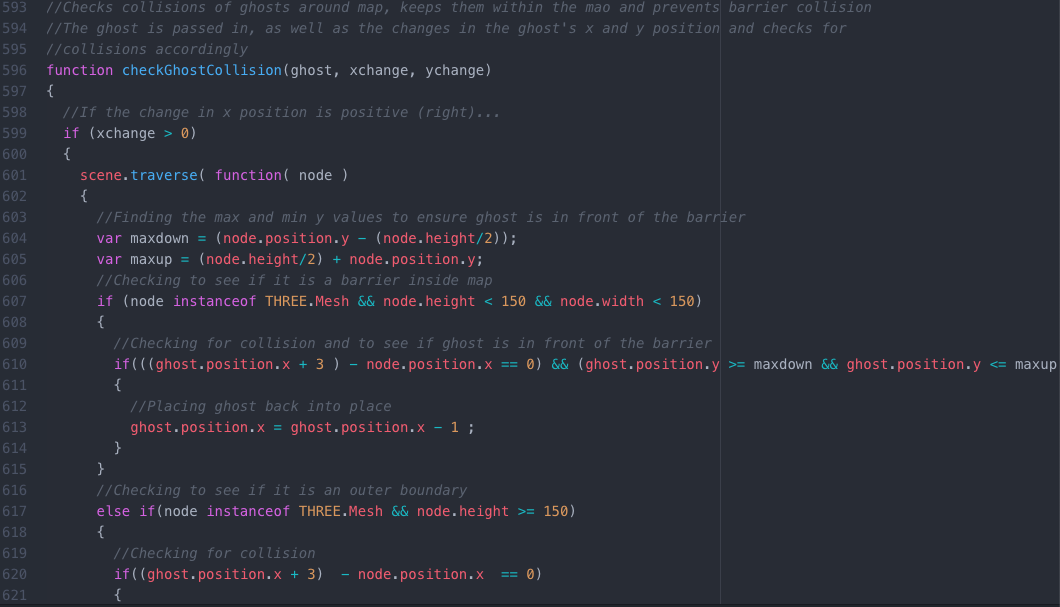 593 //Checks collisions of ghosts around map, keeps them within the mao and prevents barrier collision
594 //The ghost is passed in, as well as the changes in the ghost's x and y position and checks for
595 //collisions accordingly
596 function checkGhostCollision(ghost, xchange, ychange)
597 {
598 //If the change in x position is positive (right)...
599 if (xchange > 0)
600 {
601 scene.traverse( function( node )
602 {
603 //Finding the max and min y values to ensure ghost is in front of the barrier
604 var maxdown = (node.position.y - (node.height/2));
605 var maxup = (node.height/2) + node.position.y;
606 //Checking to see if it is a barrier inside map
607 if (node instanceof THREE.Mesh && node.height < 150 && node.width < 150)
608 {
609 //Checking for collision and to see if ghost is in front of the barrier
610 if(((ghost.position.x + 3 ) - node.position.x == 0) && (ghost.position.y >= maxdown && ghost.position.y <= maxup
611 {
612 //Placing ghost back into place
613 ghost.position.x = ghost.position.x - 1 ;
614 }
615 }
616 //Checking to see if it is an outer boundary
617 else if(node instanceof THREE.Mesh && node.height >= 150)
618 {
619 //Checking for collision
620 if((ghost.position.x + 3)  - node.position.x  == 0)
621 {